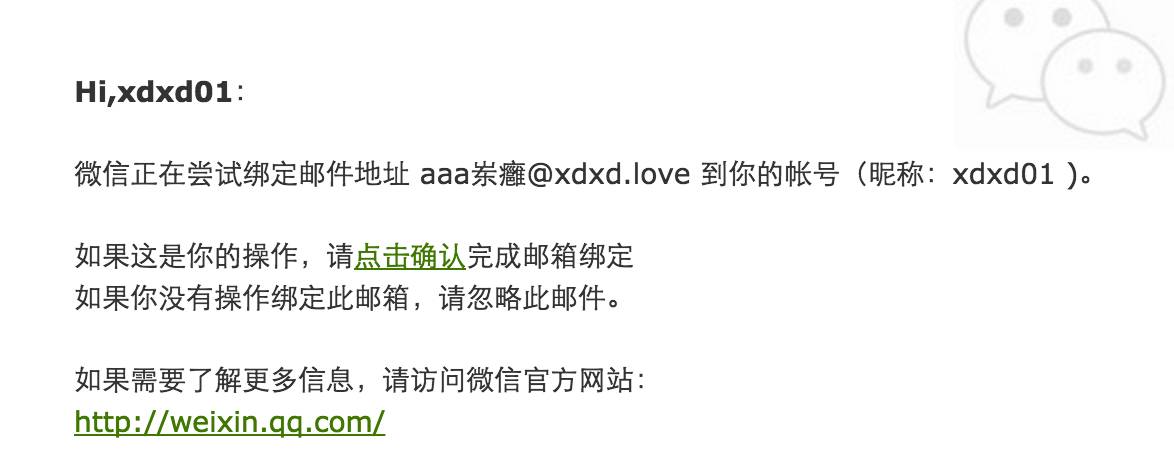 Hi,xdxd01：
微信正在尝试绑定邮件地址 aaa岽癰@xdxd.love 到你的帐号（昵称：xdxd01 )。
如果这是你的操作，请点击确认完成邮箱绑定
如果你没有操作绑定此邮箱，请忽略此邮件。
如果需要了解更多信息，请访问微信官方网站：
http://weixin.qq.com/